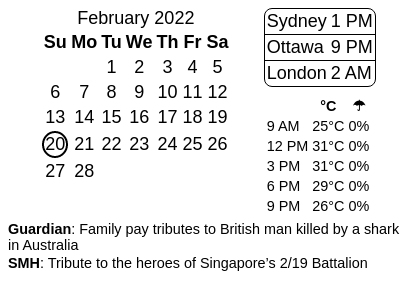 February 2022
Su Mo Tu We Th Fr Sa
1 2 3 4 5
6 7 8 9 10 11 12
13 14 15 16 17 18 19
20 21 22 23 24 25 26
27 28
Sydney 1 PM
Ottawa 9 PM
London 2 AM
°C ☂
9 AM 25°C 0%
12 PM 31°C 0%
3 PM 31°C 0%
6 PM 29°C 0%
9 PM 26°C 0%
Guardian: Family pay tributes to British man killed by a shark
in Australia
SMH: Tribute to the heroes of Singapore’s 2/19 Battalion